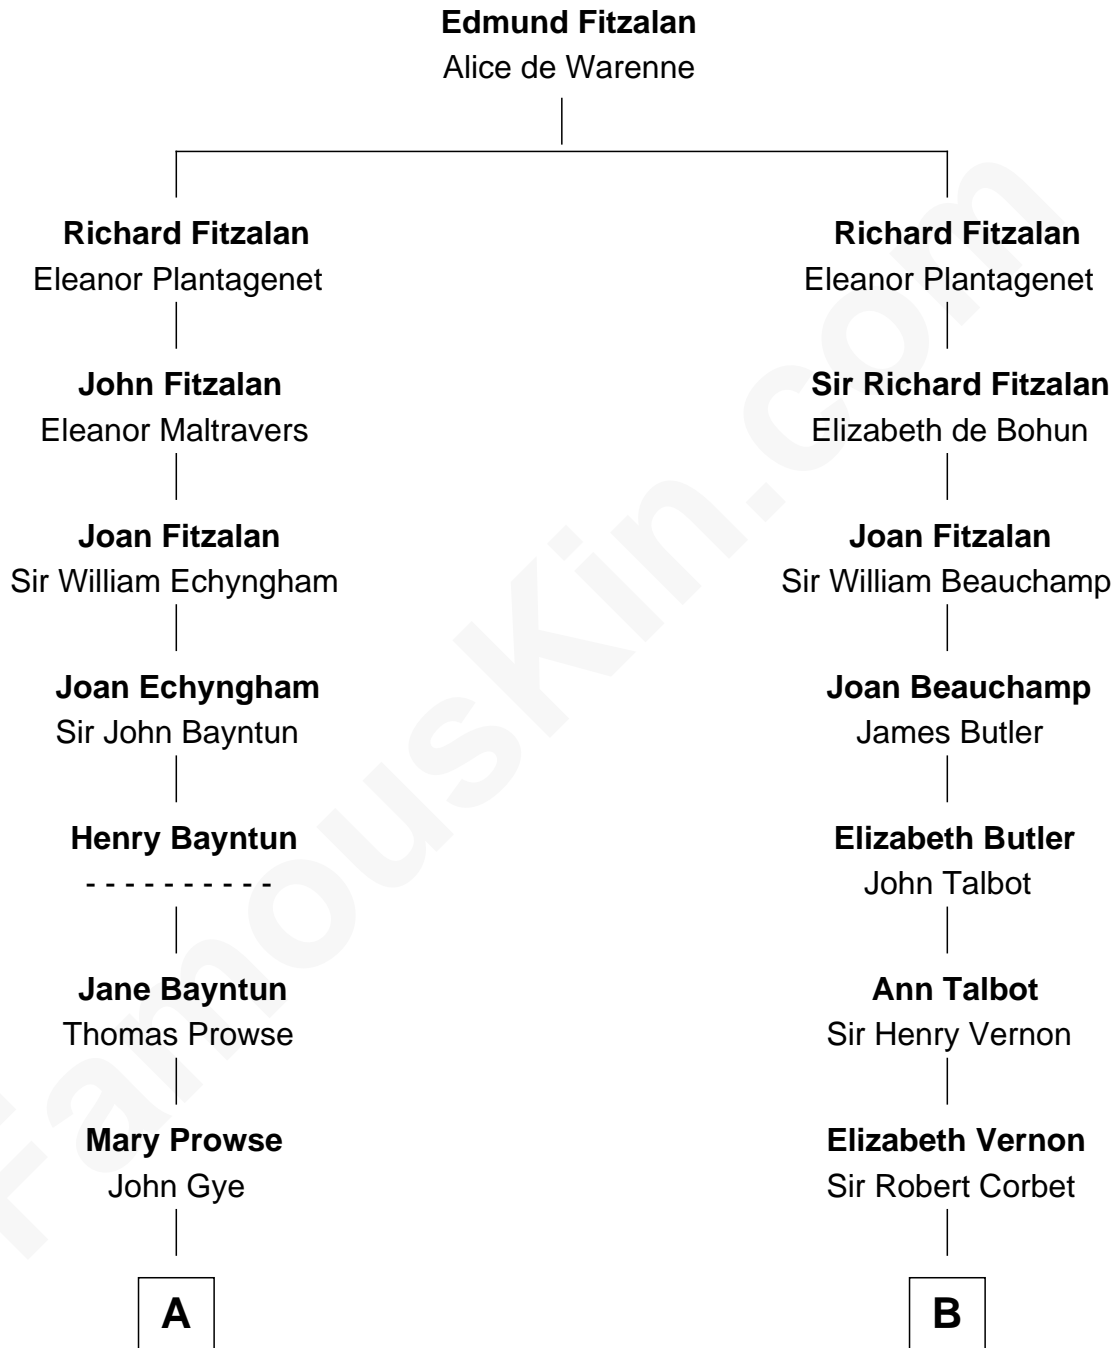 Edmund Fitzalan
Alice de Warenne
Richard Fitzalan
Eleanor Plantagenet
John Fitzalan
Eleanor Maltravers
Joan Fitzalan
Sir William Echyngham
Joan Echyngham
Sir John Bayntun
Henry Bayntun
- - - - - - - - - -
Jane Bayntun
Thomas Prowse
Mary Prowse
John Gye
A
Richard Fitzalan
Eleanor Plantagenet
Sir Richard Fitzalan
Elizabeth de Bohun
Joan Fitzalan
Sir William Beauchamp
Joan Beauchamp
James Butler
Elizabeth Butler
John Talbot
Ann Talbot
Sir Henry Vernon
Elizabeth Vernon
Sir Robert Corbet
B
FamousKin.com